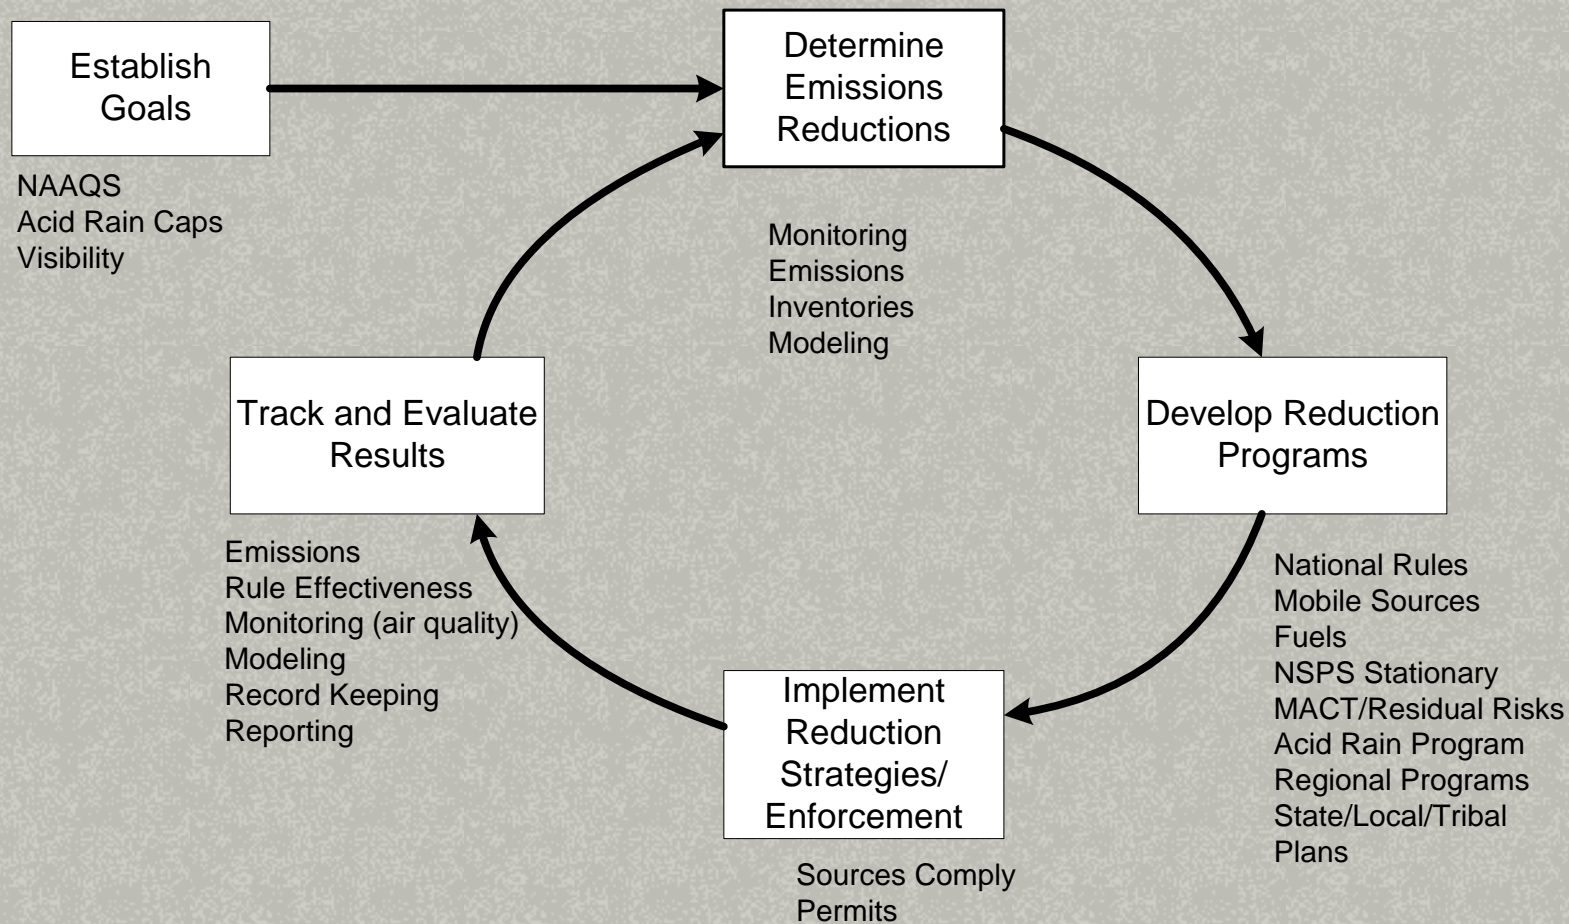 Establish
Goals
NAAQS
Acid Rain Caps
Visibility
Determine
Emissions
Reductions
Monitoring
Emissions
Inventories
Modeling
Develop Reduction
Programs
National Rules
Mobile Sources
Fuels
NSPS Stationary
MACT/Residual Risks
Acid Rain Program
Regional Programs
State/Local/Tribal
Plans
Implement
Reduction
Strategies/
Enforcement
Sources Comply
Permits
Track and Evaluate
Results
Emissions
Rule Effectiveness
Monitoring (air quality)
Modeling
Record Keeping
Reporting